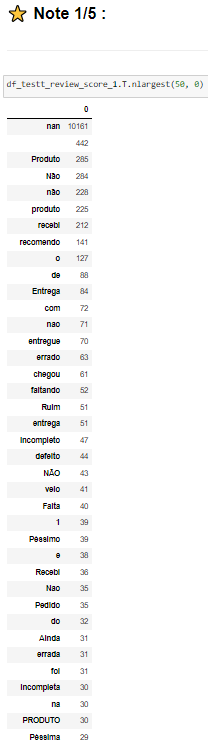 ⭐ Note 1/5 :
df_testt_review_score_1.T.nlargest(50, 0)
0
nan 10161
442
Produto 285
Não 284
não 228
produto 225
recebi 212
recomendo 141
o 127
de 88
Entrega 84
com 72
nao 71
entregue 70
errado 63
chegou 61
faltando 52
Ruim 51
entrega 51
incompleto 47
defeito 44
NÃO 43
veio 41
Falta 40
1 39
Péssimo 39
e 38
Recebi 36
Nao 35
Pedido 35
do 32
Ainda 31
errada 31
foi 31
incompleta 30
na 30
PRODUTO 30
Péssima 29